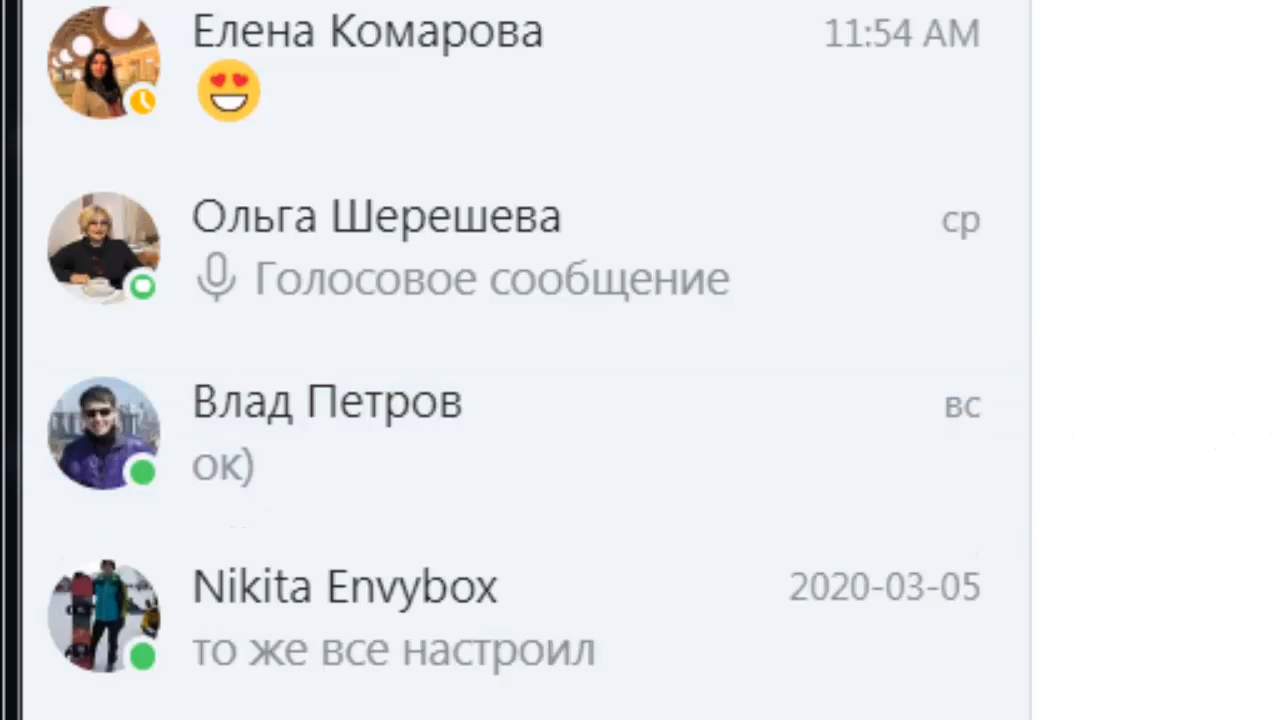 Елена Комарова 11:54 AM
😍
Ольга Шерешева ср
Голосовое сообщение
Влад Петров вс
ок)
Nikita Envybox 2020-03-05
то же все настроил